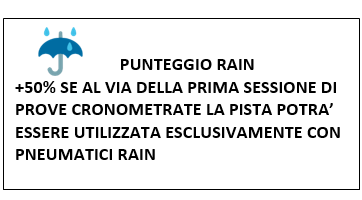 PUNTEGGIO RAIN
+50% SE AL VIA DELLA PRIMA SESSIONE DI
PROVE CRONOMETRATE LA PISTA POTRA’
ESSERE UTILIZZATA ESCLUSIVAMENTE CON
PNEUMATICI RAIN